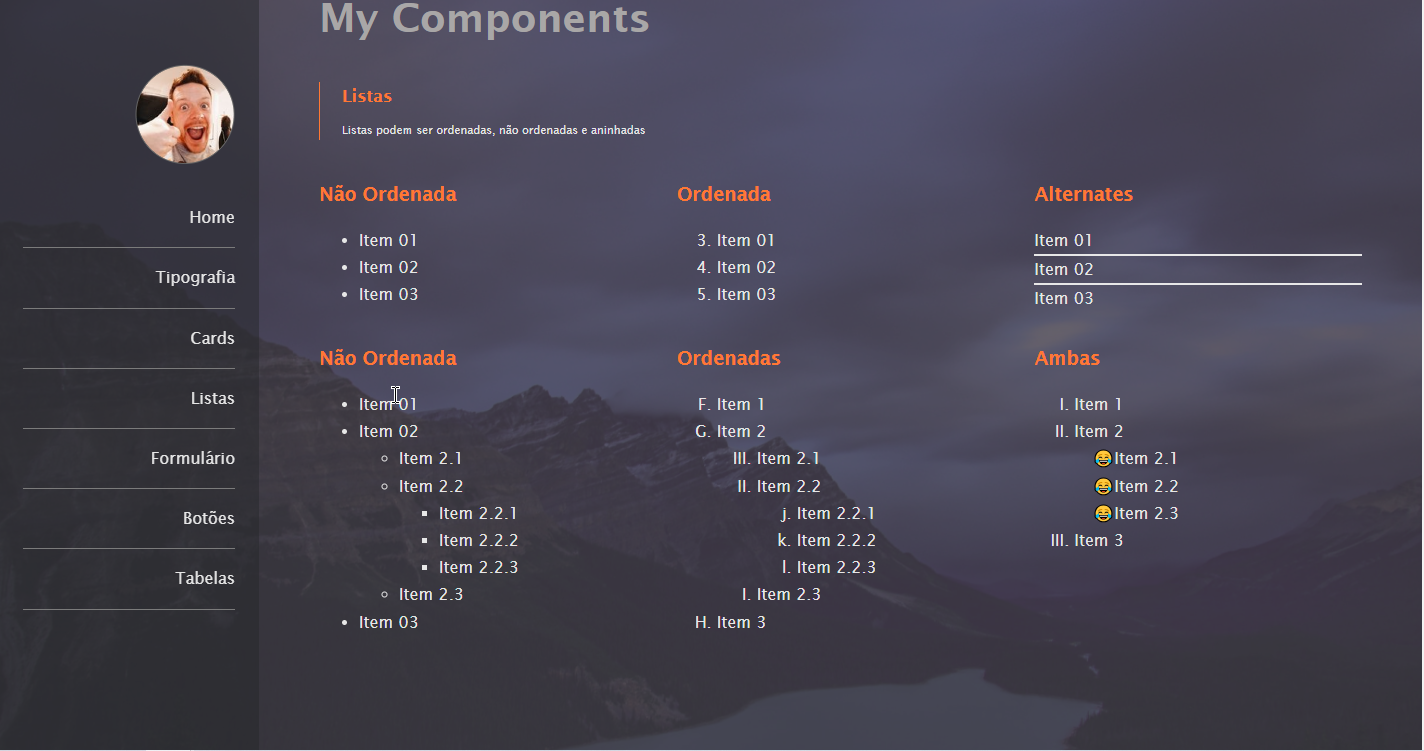 My Components
Home
Tipografia
Cards
Listas
Formulário
Botões
Tabelas
Listas
Listas podem ser ordenadas, não ordenadas e aninhadas
Não Ordenada
• Item 01
• Item 02
• Item 03
Ordenada
3. Item 01
4. Item 02
5. Item 03
Alternates
Item 01
Item 02
Item 03
Não Ordenada
• Item 01
• Item 02
◦ Item 2.1
◦ Item 2.2
▪ Item 2.2.1
▪ Item 2.2.2
▪ Item 2.2.3
◦ Item 2.3
• Item 03
Ordenadas
F. Item 1
G. Item 2
III. Item 2.1
II. Item 2.2
j. Item 2.2.1
k. Item 2.2.2
l. Item 2.2.3
I. Item 2.3
H. Item 3
Ambas
I. Item 1
II. Item 2
😂Item 2.1
😂Item 2.2
😂Item 2.3
III. Item 3